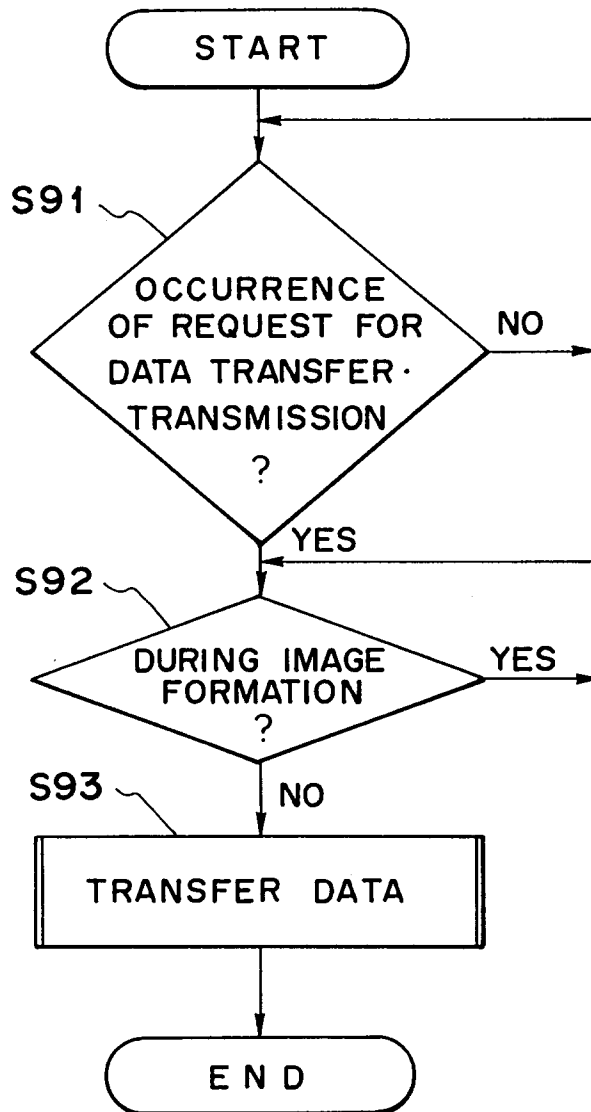 START
S91
OCCURRENCE
OF REQUEST FOR
DATA TRANSFER·
TRANSMISSION
?
NO
YES
S92
DURING IMAGE
FORMATION
?
YES
NO
S93
TRANSFER DATA
END